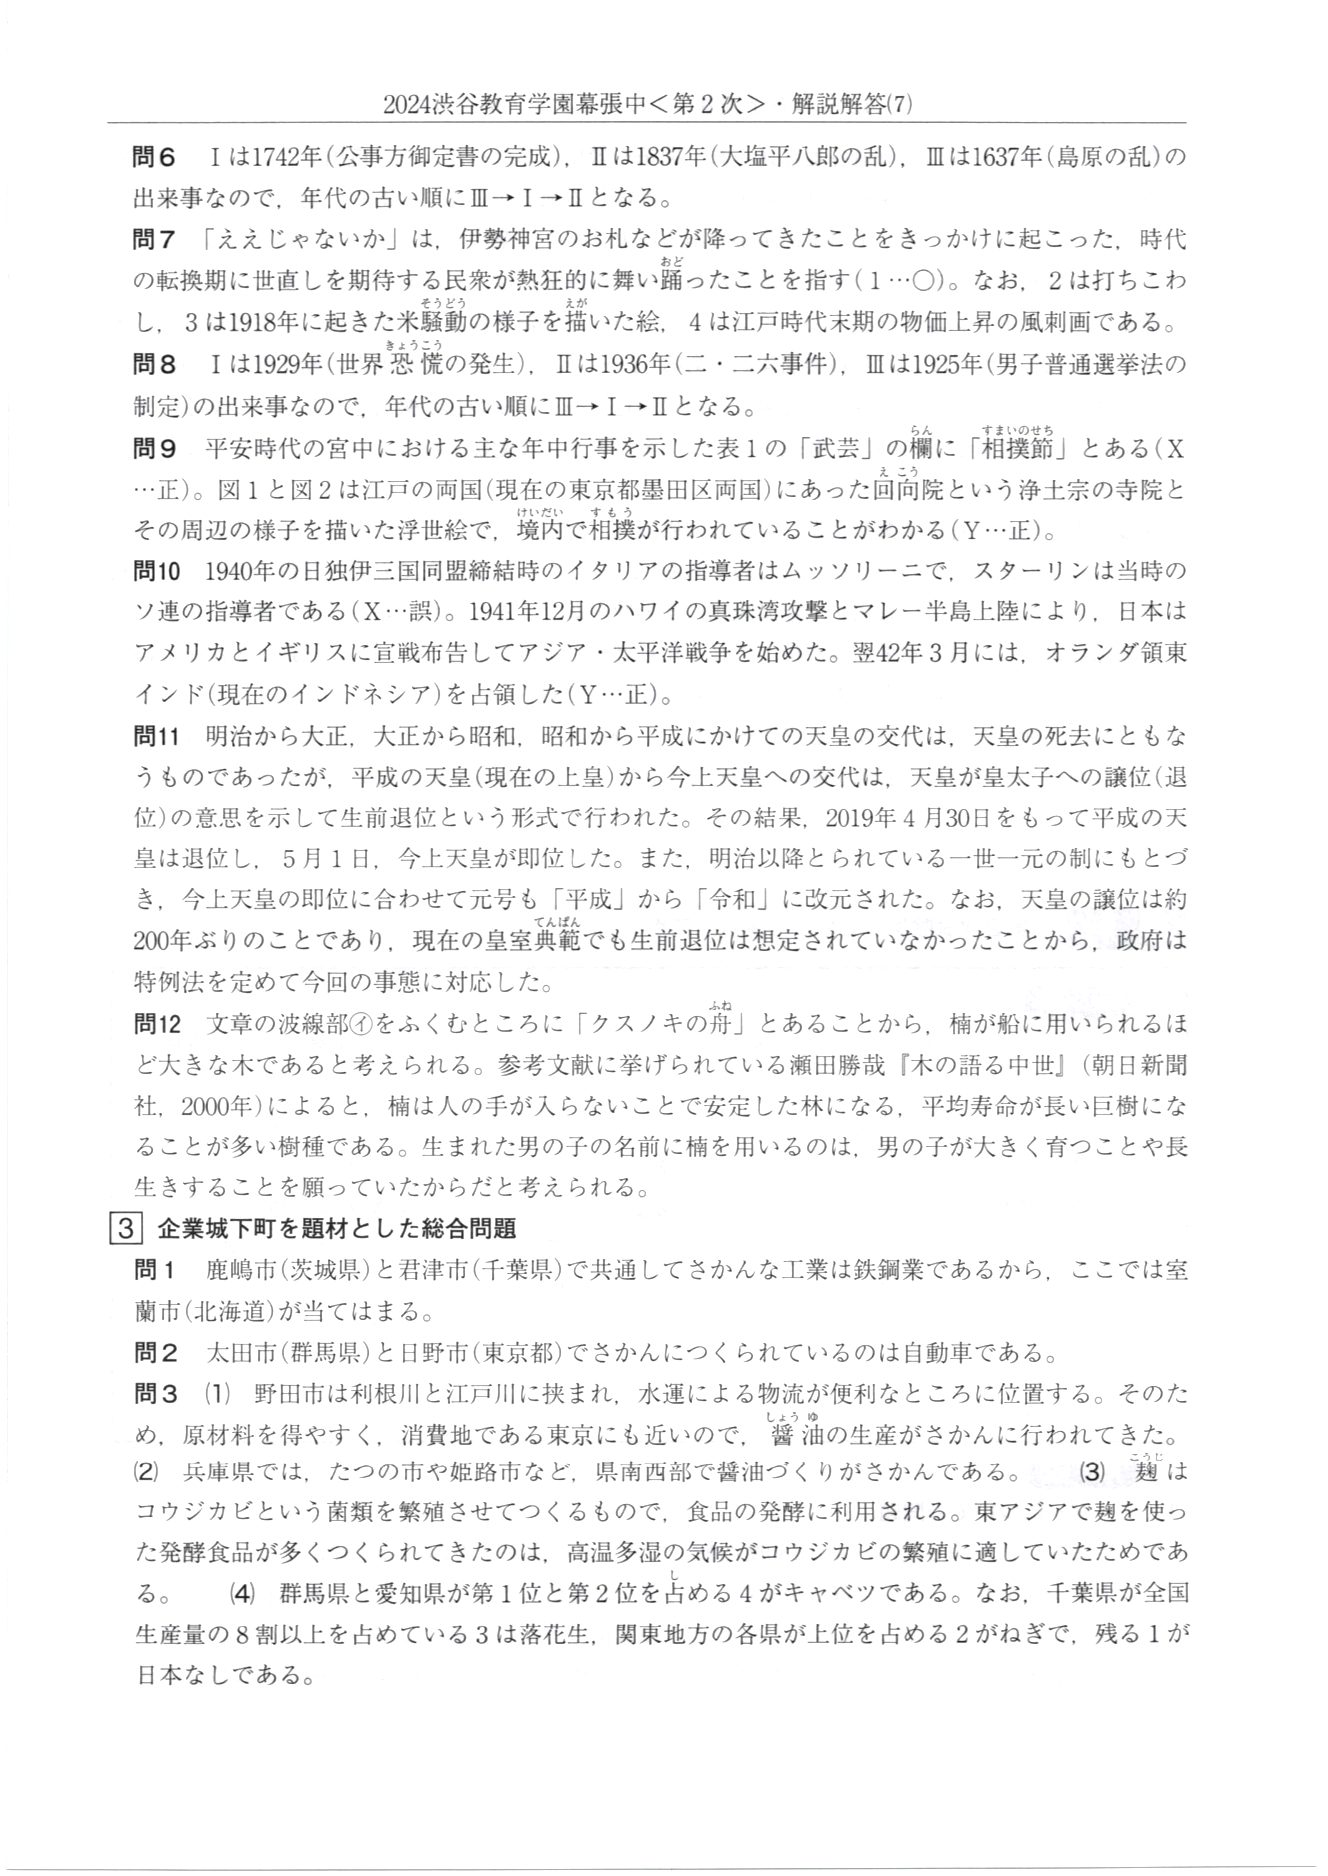 2024渋谷教育学園幕張中＜第２次＞・解説解答(7)
問6　Ⅰは1742年(公事方御定書の完成)，Ⅱは1837年(大塩平八郎の乱)，Ⅲは1637年(島原の乱)の
出来事なので，年代の古い順にⅢ→Ⅰ→Ⅱとなる。
問7　「ええじゃないか」は，伊勢神宮のお札などが降ってきたことをきっかけに起こった，時代
おど
の転換期に世直しを期待する民衆が熱狂的に舞い踊ったことを指す(１…○)。なお，２は打ちこわ
そうどう　えが
し，３は1918年に起きた米騒動の様子を描いた絵，４は江戸時代末期の物価上昇の風刺画である。
きょうこう
問8　Ⅰは1929年(世界恐慌の発生)，Ⅱは1936年(二・二六事件)，Ⅲは1925年(男子普通選挙法の
制定)の出来事なので，年代の古い順にⅢ→Ⅰ→Ⅱとなる。
らん　すまいのせち
問9　平安時代の宮中における主な年中行事を示した表１の「武芸」の欄に「相撲節」とある(Ｘ
えこう
…正)。図１と図２は江戸の両国(現在の東京都墨田区両国)にあった回向院という浄土宗の寺院と
けいだい　すもう
その周辺の様子を描いた浮世絵で，境内で相撲が行われていることがわかる(Ｙ…正)。
問10　1940年の日独伊三国同盟締結時のイタリアの指導者はムッソリーニで，スターリンは当時の
ソ連の指導者である(Ｘ…誤)。1941年12月のハワイの真珠湾攻撃とマレー半島上陸により，日本は
アメリカとイギリスに宣戦布告してアジア・太平洋戦争を始めた。翌42年３月には，オランダ領東
インド(現在のインドネシア)を占領した(Ｙ…正)。
問11　明治から大正，大正から昭和，昭和から平成にかけての天皇の交代は，天皇の死去にともな
うものであったが，平成の天皇(現在の上皇)から今上天皇への交代は，天皇が皇太子への譲位(退
位)の意思を示して生前退位という形式で行われた。その結果，2019年４月30日をもって平成の天
皇は退位し，５月１日，今上天皇が即位した。また，明治以降とられている一世一元の制にもとづ
き，今上天皇の即位に合わせて元号も「平成」から「令和」に改元された。なお，天皇の譲位は約
てんぱん
200年ぶりのことであり，現在の皇室典範でも生前退位は想定されていなかったことから，政府は
特例法を定めて今回の事態に対応した。
ふね
問12　文章の波線部㋑をふくむところに「クスノキの舟」とあることから，楠が船に用いられるほ
ど大きな木であると考えられる。参考文献に挙げられている瀬田勝哉『木の語る中世』(朝日新聞
社，2000年)によると，楠は人の手が入らないことで安定した林になる，平均寿命が長い巨樹にな
ることが多い樹種である。生まれた男の子の名前に楠を用いるのは，男の子が大きく育つことや長
生きすることを願っていたからだと考えられる。
3　企業城下町を題材とした総合問題
問1　鹿嶋市(茨城県)と君津市(千葉県)で共通してさかんな工業は鉄鋼業であるから，ここでは室
蘭市(北海道)が当てはまる。
問2　太田市(群馬県)と日野市(東京都)でさかんにつくられているのは自動車である。
問3　(1)　野田市は利根川と江戸川に挟まれ，水運による物流が便利なところに位置する。そのた
しょうゆ
め，原材料を得やすく，消費地である東京にも近いので，醤油の生産がさかんに行われてきた。
こうじ
(2)　兵庫県では，たつの市や姫路市など，県南西部で醤油づくりがさかんである。　(3)　麹は
コウジカビという菌類を繁殖させてつくるもので，食品の発酵に利用される。東アジアで麹を使っ
た発酵食品が多くつくられてきたのは，高温多湿の気候がコウジカビの繁殖に適していたためであ
し
る。　(4)　群馬県と愛知県が第１位と第２位を占める４がキャベツである。なお，千葉県が全国
生産量の８割以上を占めている３は落花生，関東地方の各県が上位を占める２がねぎで，残る１が
日本なしである。